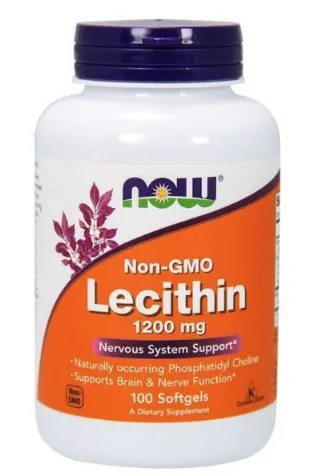 now
Non-GMO
Lecithin
1200 mg
Nervous System Support*
• Naturally occurring Phosphatidyl Choline
• Supports Brain & Nerve Function*
Non-
GMO
100 Softgels
A Dietary Supplement